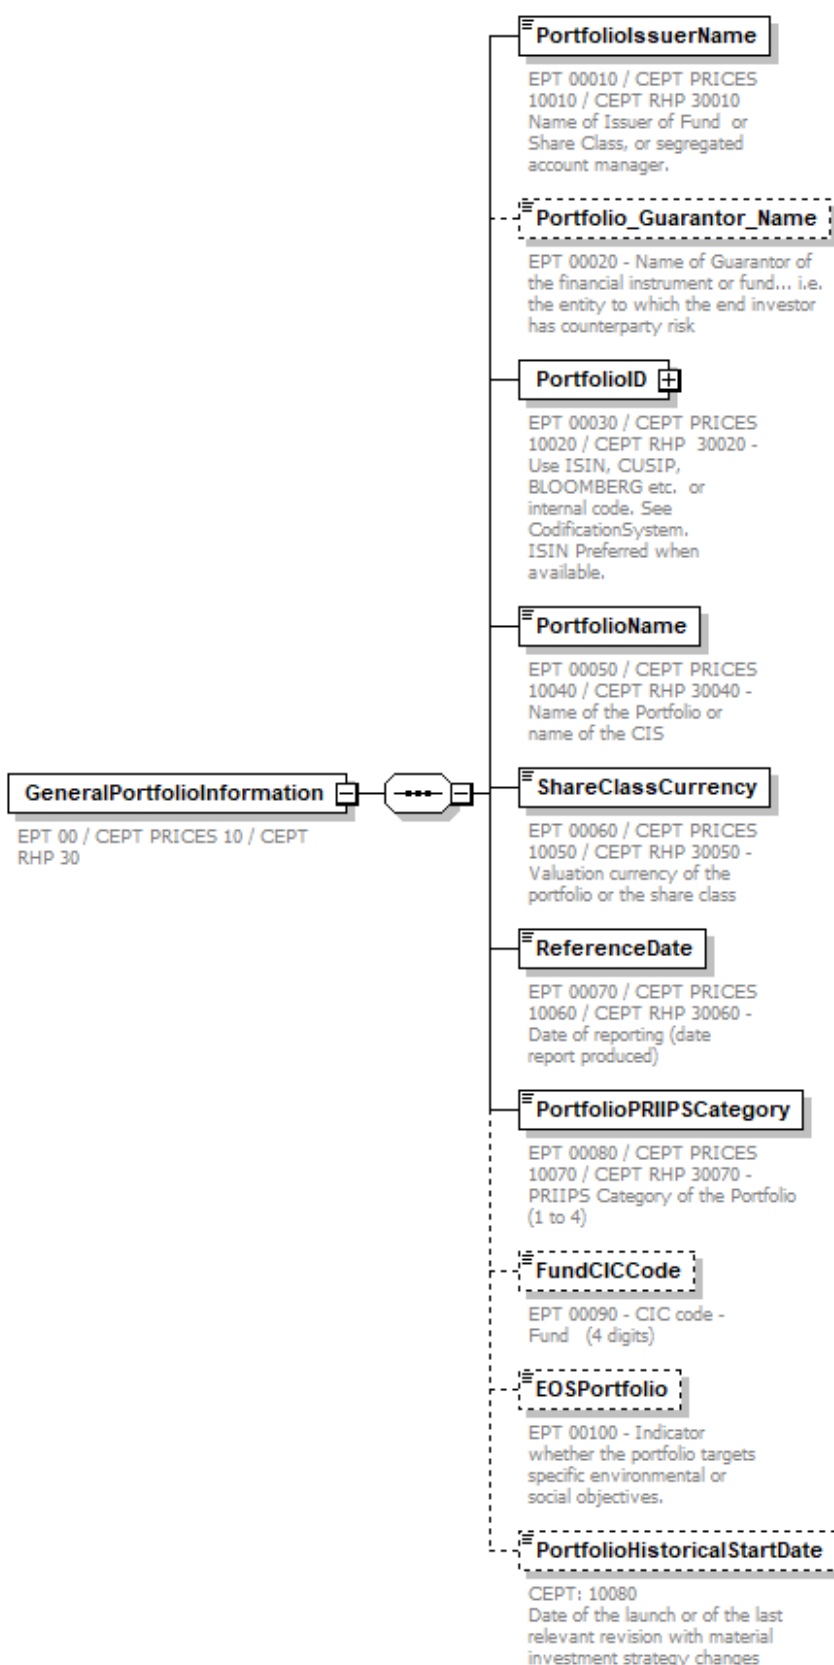 PortfolioIssuerName
EPT 00010 / CEPT PRICES
10010 / CEPT RHP 30010
Name of Issuer of Fund or
Share Class, or segregated
account manager.
Portfolio_Guarantor_Name
EPT 00020 - Name of Guarantor of
the financial instrument or fund... i.e.
the entity to which the end investor
has counterparty risk
PortfolioID
EPT 00030 / CEPT PRICES
10020 / CEPT RHP 30020 -
Use ISIN, CUSIP,
BLOOMBERG etc. or
internal code. See
CodificationSystem.
ISIN Preferred when
available.
PortfolioName
EPT 00050 / CEPT PRICES
10040 / CEPT RHP 30040 -
Name of the Portfolio or
name of the CIS
GeneralPortfolioInformation
EPT 00 / CEPT PRICES 10 / CEPT
RHP 30
ShareClassCurrency
EPT 00060 / CEPT PRICES
10050 / CEPT RHP 30050 -
Valuation currency of the
portfolio or the share class
ReferenceDate
EPT 00070 / CEPT PRICES
10060 / CEPT RHP 30060 -
Date of reporting (date
report produced)
PortfolioPRIIPSCategory
EPT 00080 / CEPT PRICES
10070 / CEPT RHP 30070 -
PRIIPS Category of the Portfolio
(1 to 4)
FundCICCode
EPT 00090 - CIC code -
Fund (4 digits)
EOSPortfolio
EPT 00100 - Indicator
whether the portfolio targets
specific environmental or
social objectives.
PortfolioHistoricalStartDate
CEPT: 10080
Date of the launch or of the last
relevant revision with material
investment strategy changes